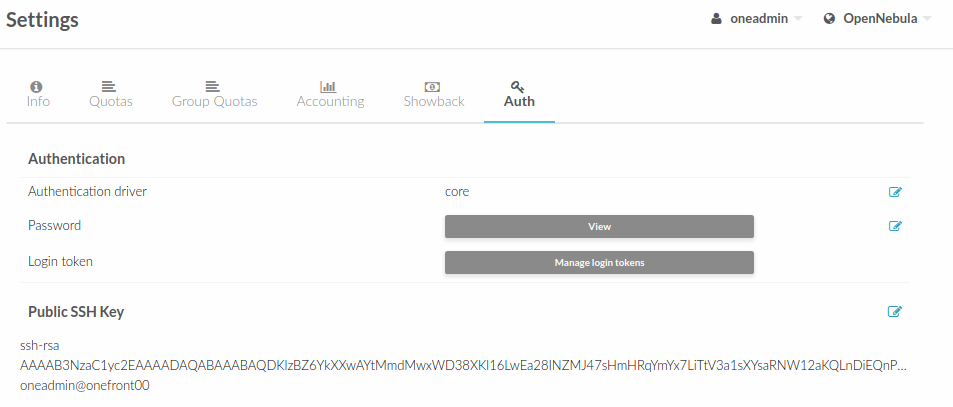 Settings
oneadmin
OpenNebula
Info
Quotas
Group Quotas
Accounting
Showback
Auth
Authentication
Authentication driver
core
Password
View
Login token
Manage login tokens
Public SSH Key
ssh-rsa
AAAAB3NzaC1yc2EAAAADAQABAAABAQDKlzBZ6YkXXwAYtMmdMwxWD38XKl16LwEa28INZMJ47sHmHRqYmYx7LiTtV3a1sXYsaRNW12aKQLnDiEQnP...
oneadmin@onefront00